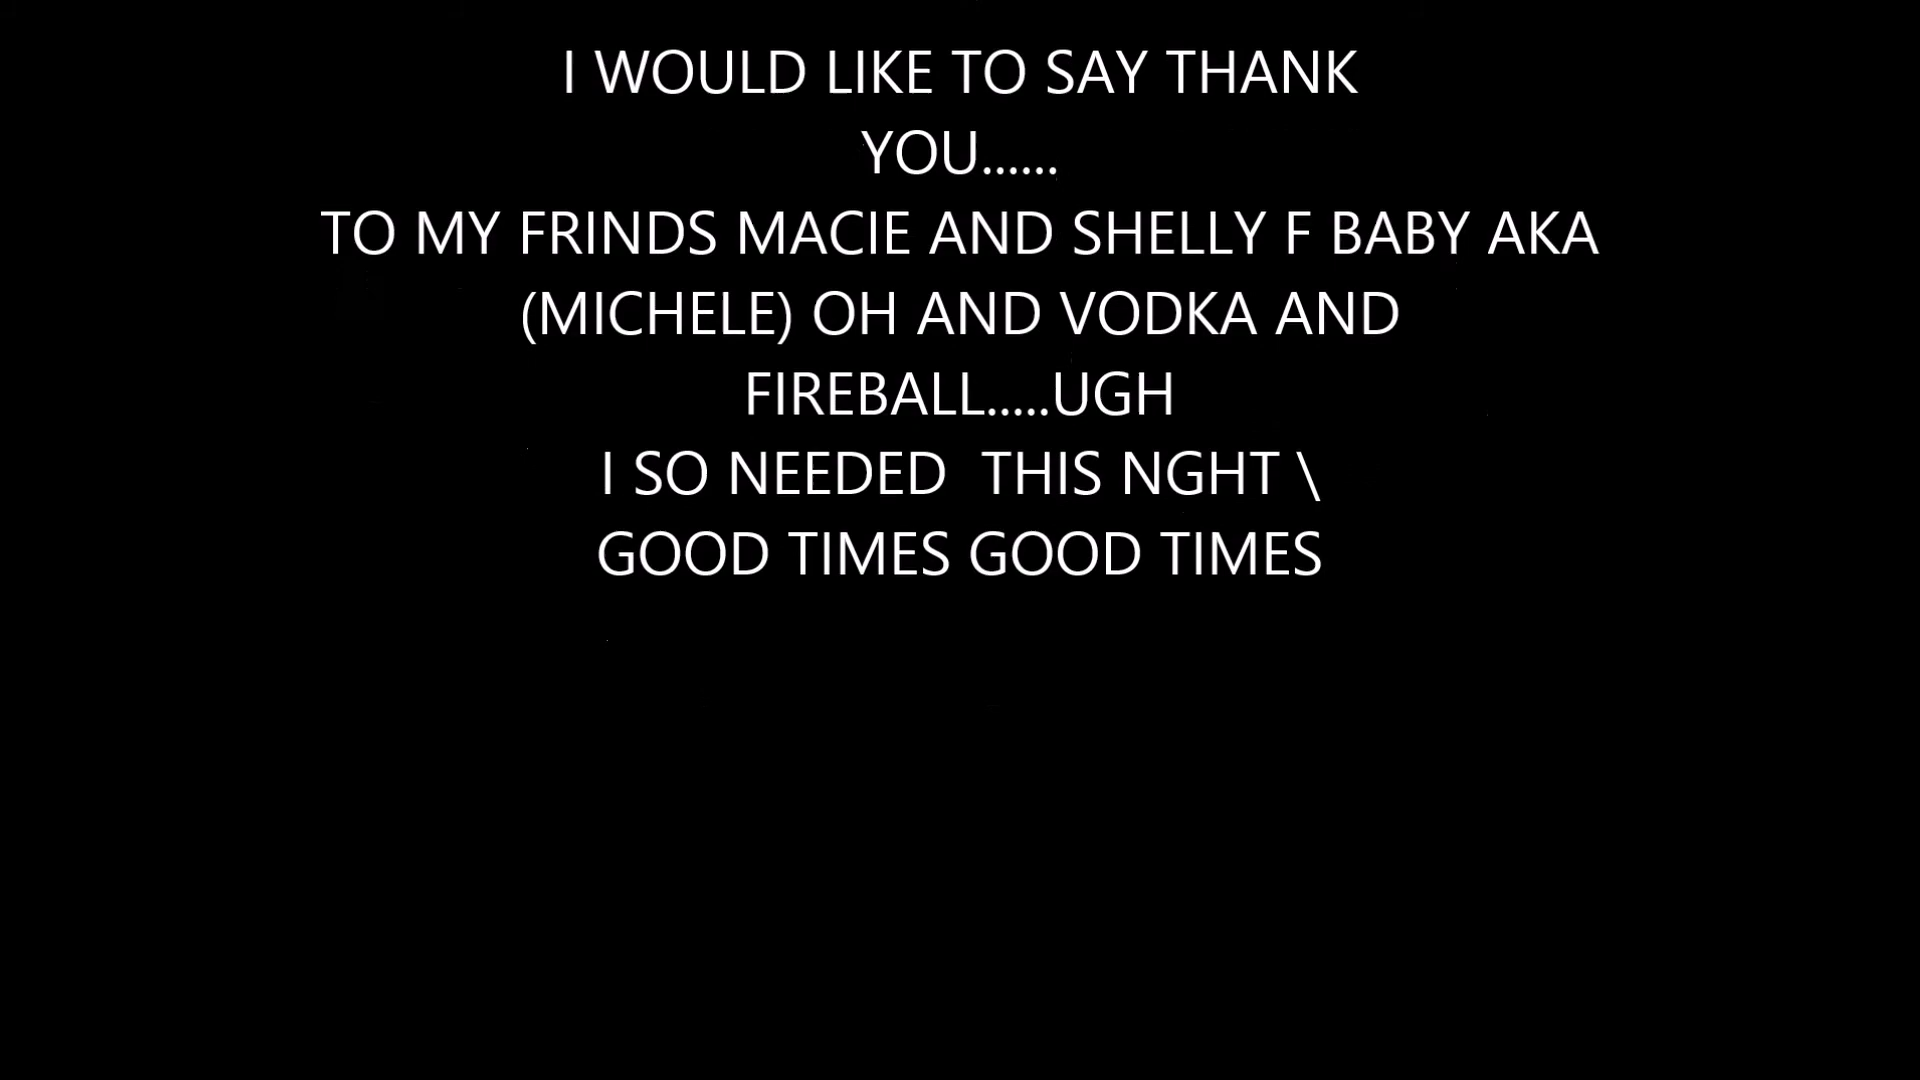 I WOULD LIKE TO SAY THANK
YOU......
TO MY FRINDS MACIE AND SHELLY F BABY AKA
(MICHELE) OH AND VODKA AND
FIREBALL.....UGH
I SO NEEDED  THIS NGHT \
GOOD TIMES GOOD TIMES